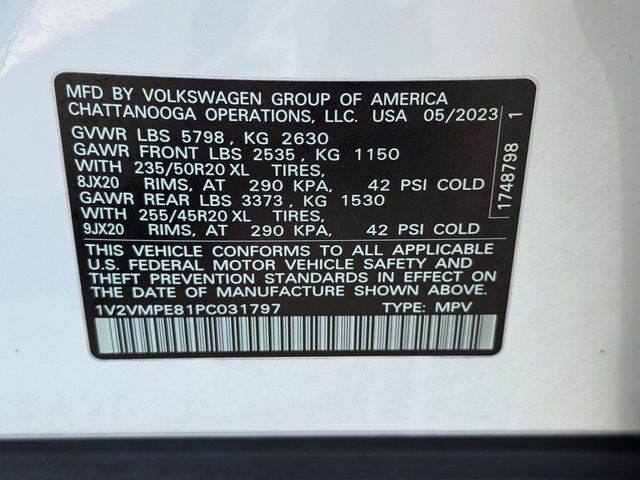 MFD BY VOLKSWAGEN GROUP OF AMERICA
CHATTANOOGA OPERATIONS, LLC. USA 05/2023
GVWR LBS 5798, KG 2630
GAWR FRONT LBS 2535, KG 1150
WITH 235/50R20 XL TIRES,
8JX20 RIMS, AT 290 KPA, 42 PSI COLD
GAWR REAR LBS 3373, KG 1530
WITH 255/45R20 XL TIRES,
9JX20 RIMS, AT 290 KPA, 42 PSI COLD
THIS VEHICLE CONFORMS TO ALL APPLICABLE
U.S. FEDERAL MOTOR VEHICLE SAFETY AND
THEFT PREVENTION STANDARDS IN EFFECT ON
THE DATE OF MANUFACTURE SHOWN ABOVE.
1V2VMPE81PC031797 TYPE: MPV
1748798 1